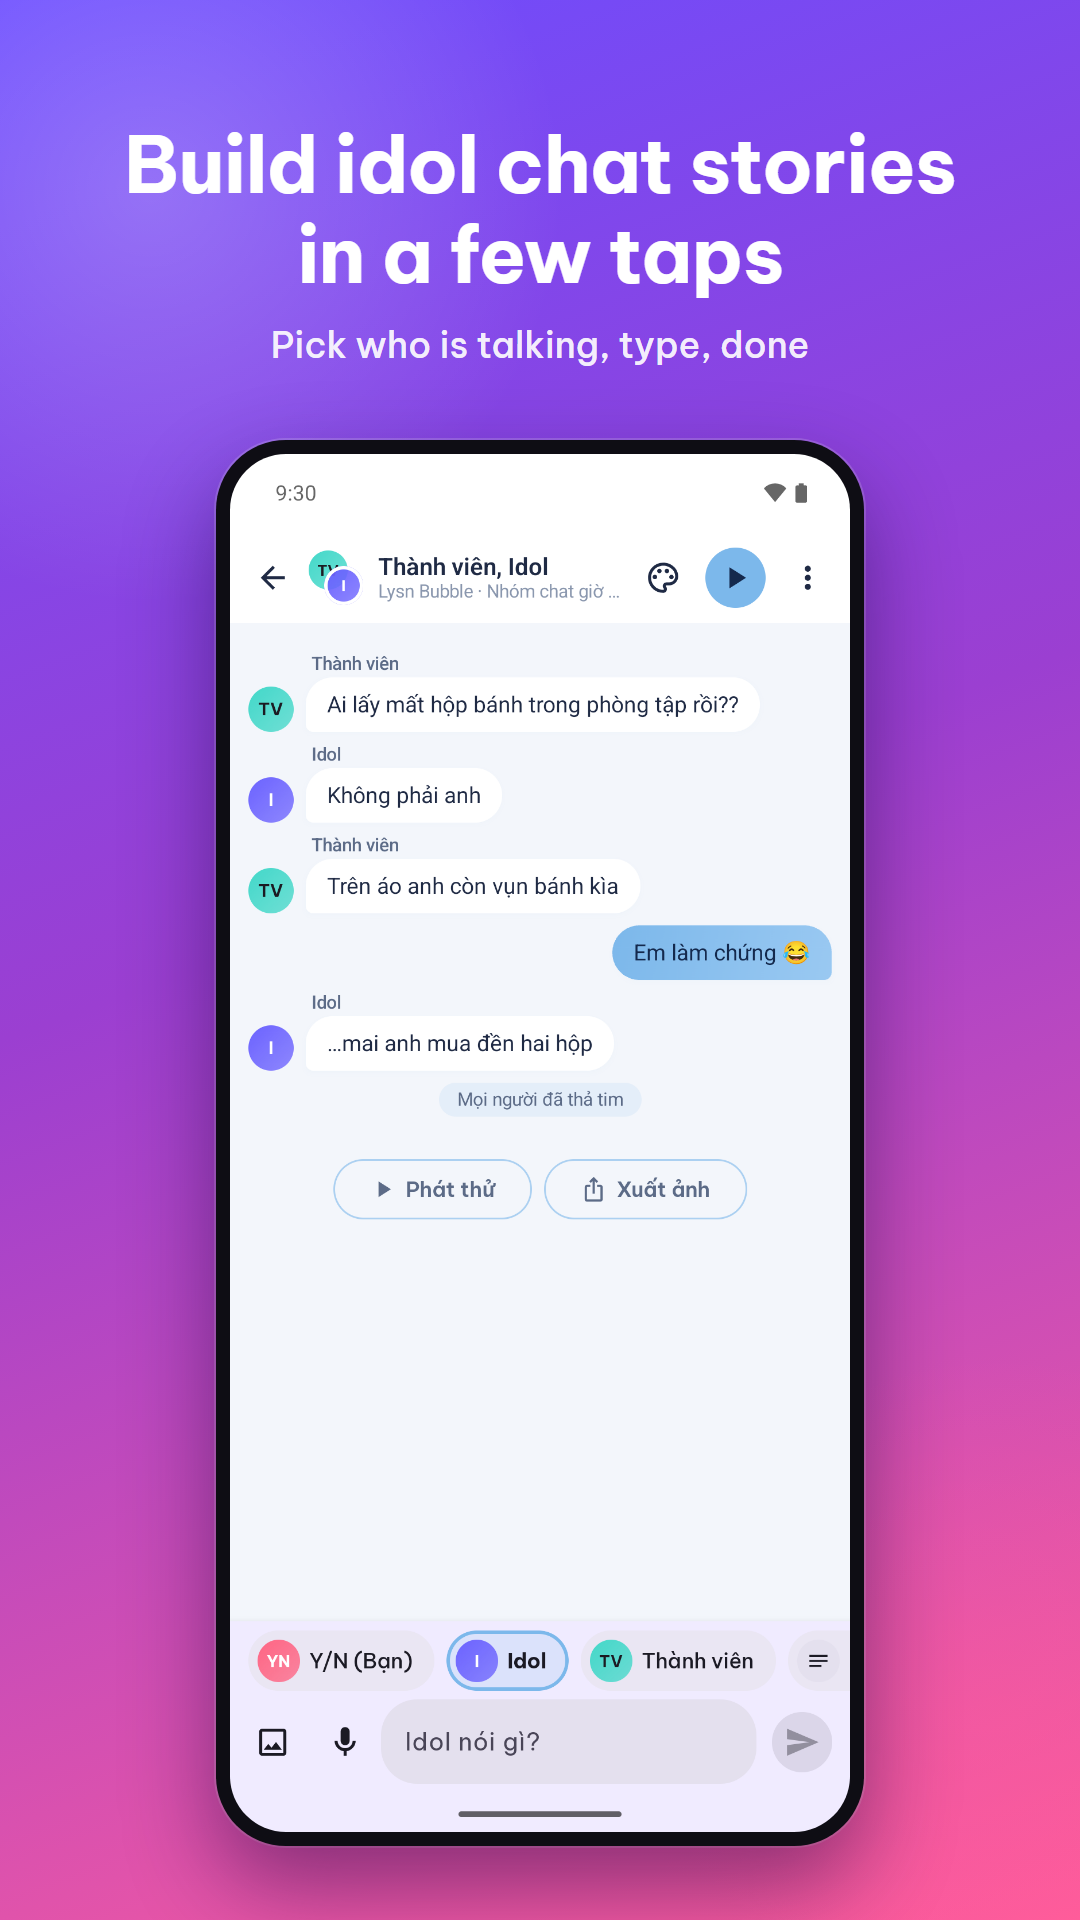 Build idol chat stories
in a few taps
Pick who is talking, type, done
9:30
TV
I
Thành viên, Idol
Lysn Bubble · Nhóm chat giờ ...
Thành viên
TV
Ai lấy mất hộp bánh trong phòng tập rồi??
Idol
I
Không phải anh
Thành viên
TV
Trên áo anh còn vụn bánh kìa
Em làm chứng 😂
Idol
I
...mai anh mua đền hai hộp
Mọi người đã thả tim
Phát thử
Xuất ảnh
YN Y/N (Bạn)
I Idol
TV Thành viên
Idol nói gì?